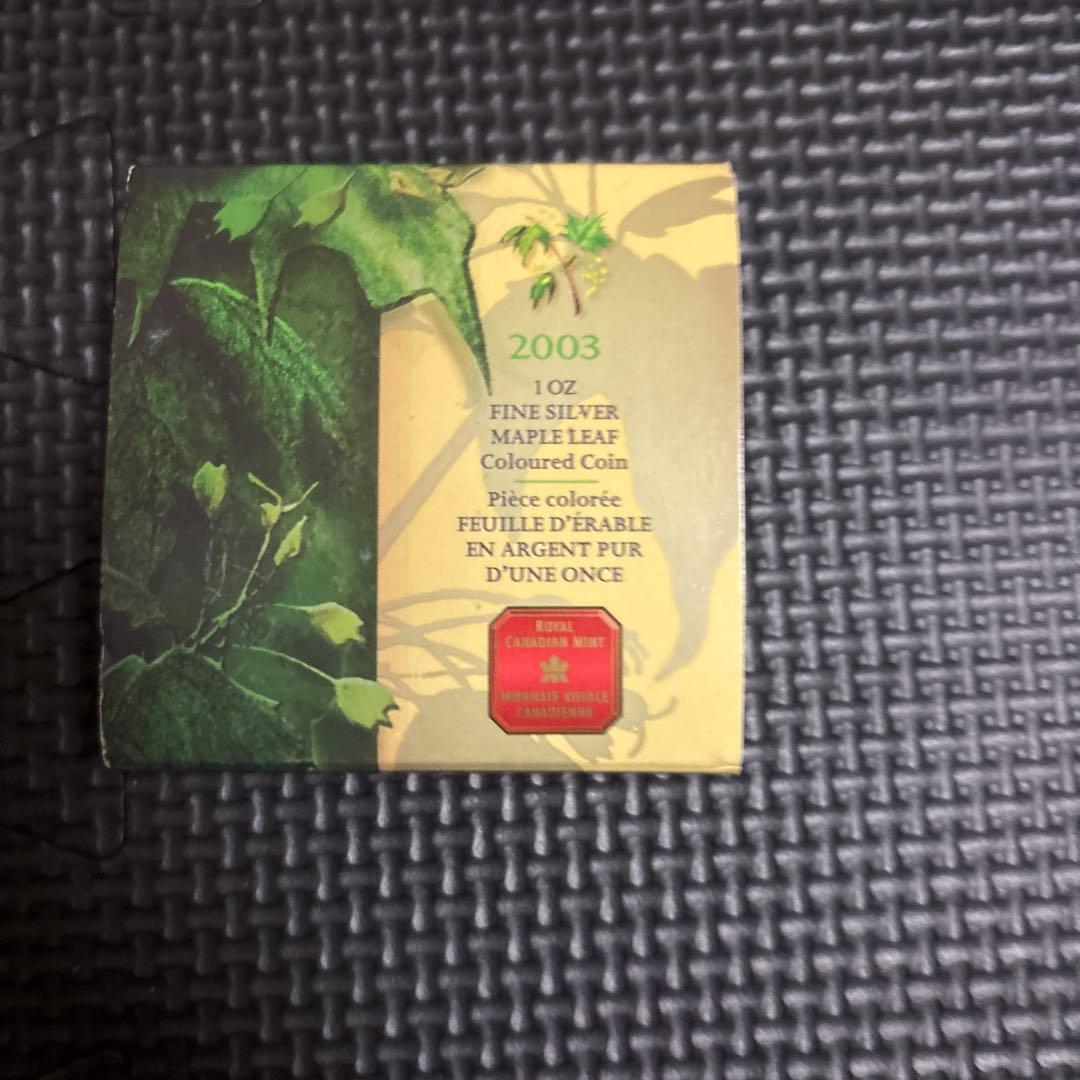 2003
1 OZ
FINE SILVER
MAPLE LEAF
Coloured Coin
Pièce colorée
FEUILLE D'ÉRABLE
EN ARGENT PUR
D'UNE ONCE
ROYAL
CANADIAN MINT
MONNAIE ROYALE
CANADIENNE